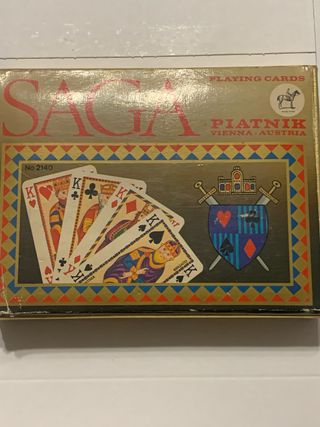 SAGA
PLAYING CARDS
PIATNIK
VIENNA · AUSTRIA
No 2140
K
K
K
K